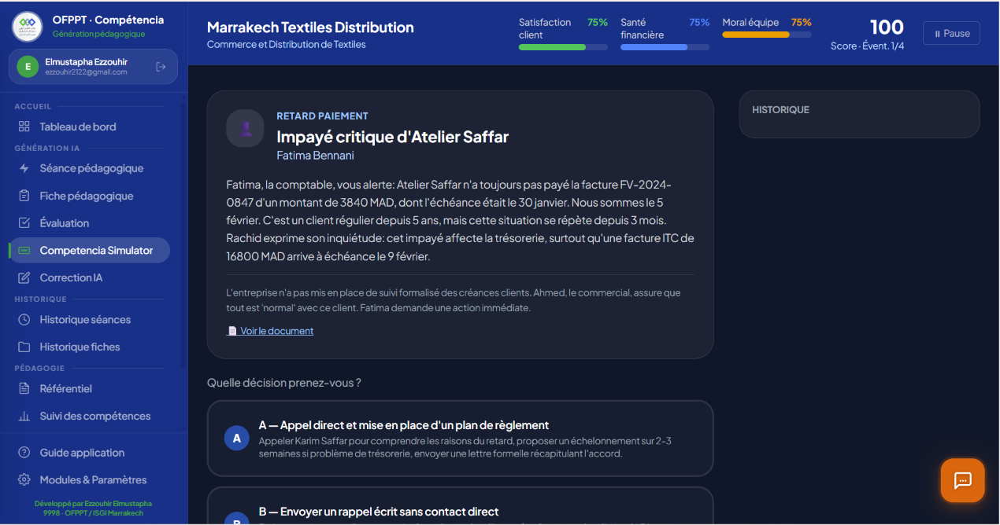 OFPPT · Compétencia
Génération pédagogique
E
Elmustapha Ezzouhir
ezzouhir2122@gmail.com
ACCUEIL
Tableau de bord
GÉNÉRATION IA
Séance pédagogique
Fiche pédagogique
Évaluation
Competencia Simulator
Correction IA
HISTORIQUE
Historique séances
Historique fiches
PÉDAGOGIE
Référentiel
Suivi des compétences
Guide application
Modules & Paramètres
Développé par Ezzouhir Elmustapha
9998 · OFPPT / ISGI Marrakech
Marrakech Textiles Distribution
Commerce et Distribution de Textiles
Satisfaction client 75%
Santé financière 75%
Moral équipe 75%
100
Score · Évent. 1/4
Pause
RETARD PAIEMENT
Impayé critique d'Atelier Saffar
Fatima Bennani
Fatima, la comptable, vous alerte: Atelier Saffar n'a toujours pas payé la facture FV-2024-
0847 d'un montant de 3840 MAD, dont l'échéance était le 30 janvier. Nous sommes le 5
février. C'est un client régulier depuis 5 ans, mais cette situation se répète depuis 3 mois.
Rachid exprime son inquiétude: cet impayé affecte la trésorerie, surtout qu'une facture ITC de
16800 MAD arrive à échéance le 9 février.
L'entreprise n'a pas mis en place de suivi formalisé des créances clients. Ahmed, le commercial, assure que
tout est 'normal' avec ce client. Fatima demande une action immédiate.
Voir le document
HISTORIQUE
Quelle décision prenez-vous ?
A
A — Appel direct et mise en place d'un plan de règlement
Appeler Karim Saffar pour comprendre les raisons du retard, proposer un échelonnement sur 2-3
semaines si problème de trésorerie, envoyer une lettre formelle récapitulant l'accord.
B
B — Envoyer un rappel écrit sans contact direct